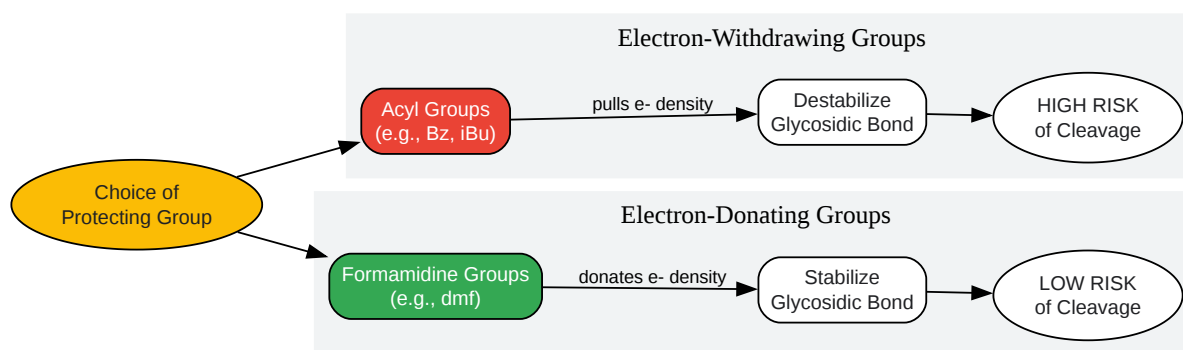 Electron-Withdrawing Groups
Acyl Groups
(e.g., Bz, iBu)
pulls e- density
Destabilize
Glycosidic Bond
HIGH RISK
of Cleavage
Choice of
Protecting Group
Electron-Donating Groups
Formamidine Groups
(e.g., dmf)
donates e- density
Stabilize
Glycosidic Bond
LOW RISK
of Cleavage